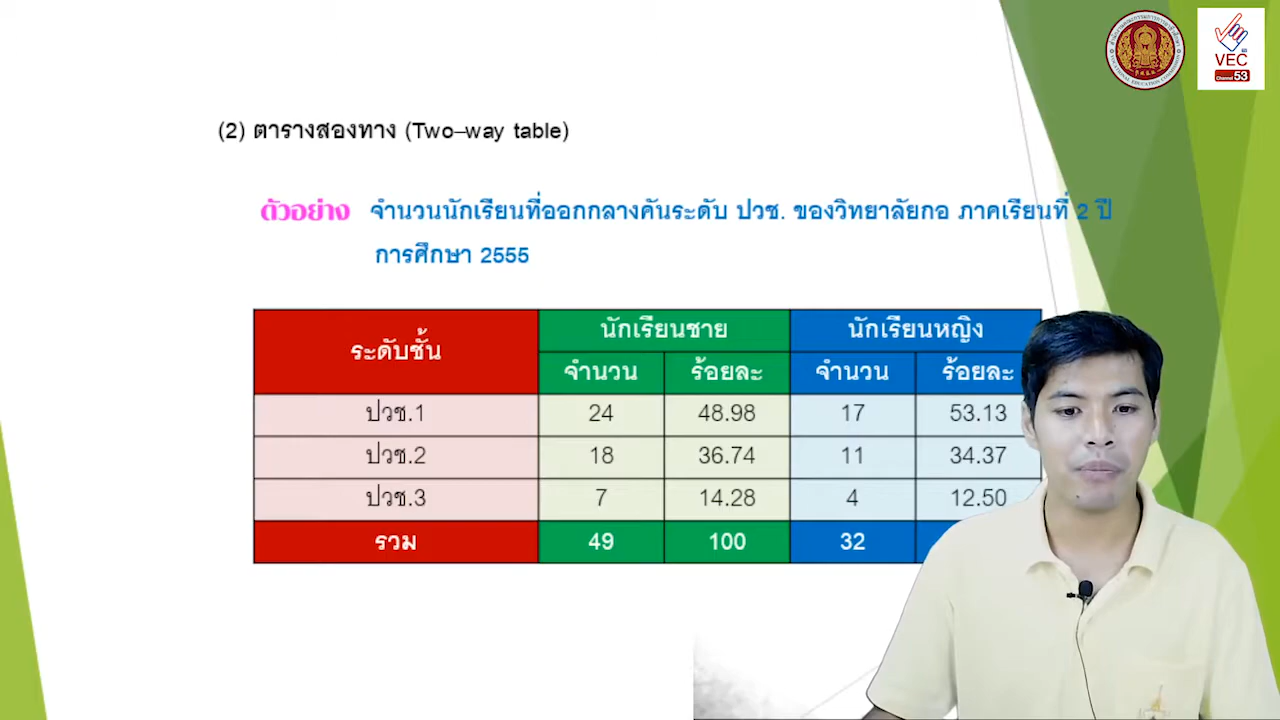 VEC
Channel 53
(2) ตารางสองทาง (Two–way table)
ตัวอย่าง จำนวนนักเรียนที่ออกกลางคันระดับ ปวช. ของวิทยาลัยกอ ภาคเรียนที่ 2 ปี
การศึกษา 2555
ระดับชั้น นักเรียนชาย นักเรียนหญิง
จำนวน ร้อยละ จำนวน ร้อยละ
ปวช.1 24 48.98 17 53.13
ปวช.2 18 36.74 11 34.37
ปวช.3 7 14.28 4 12.50
รวม 49 100 32